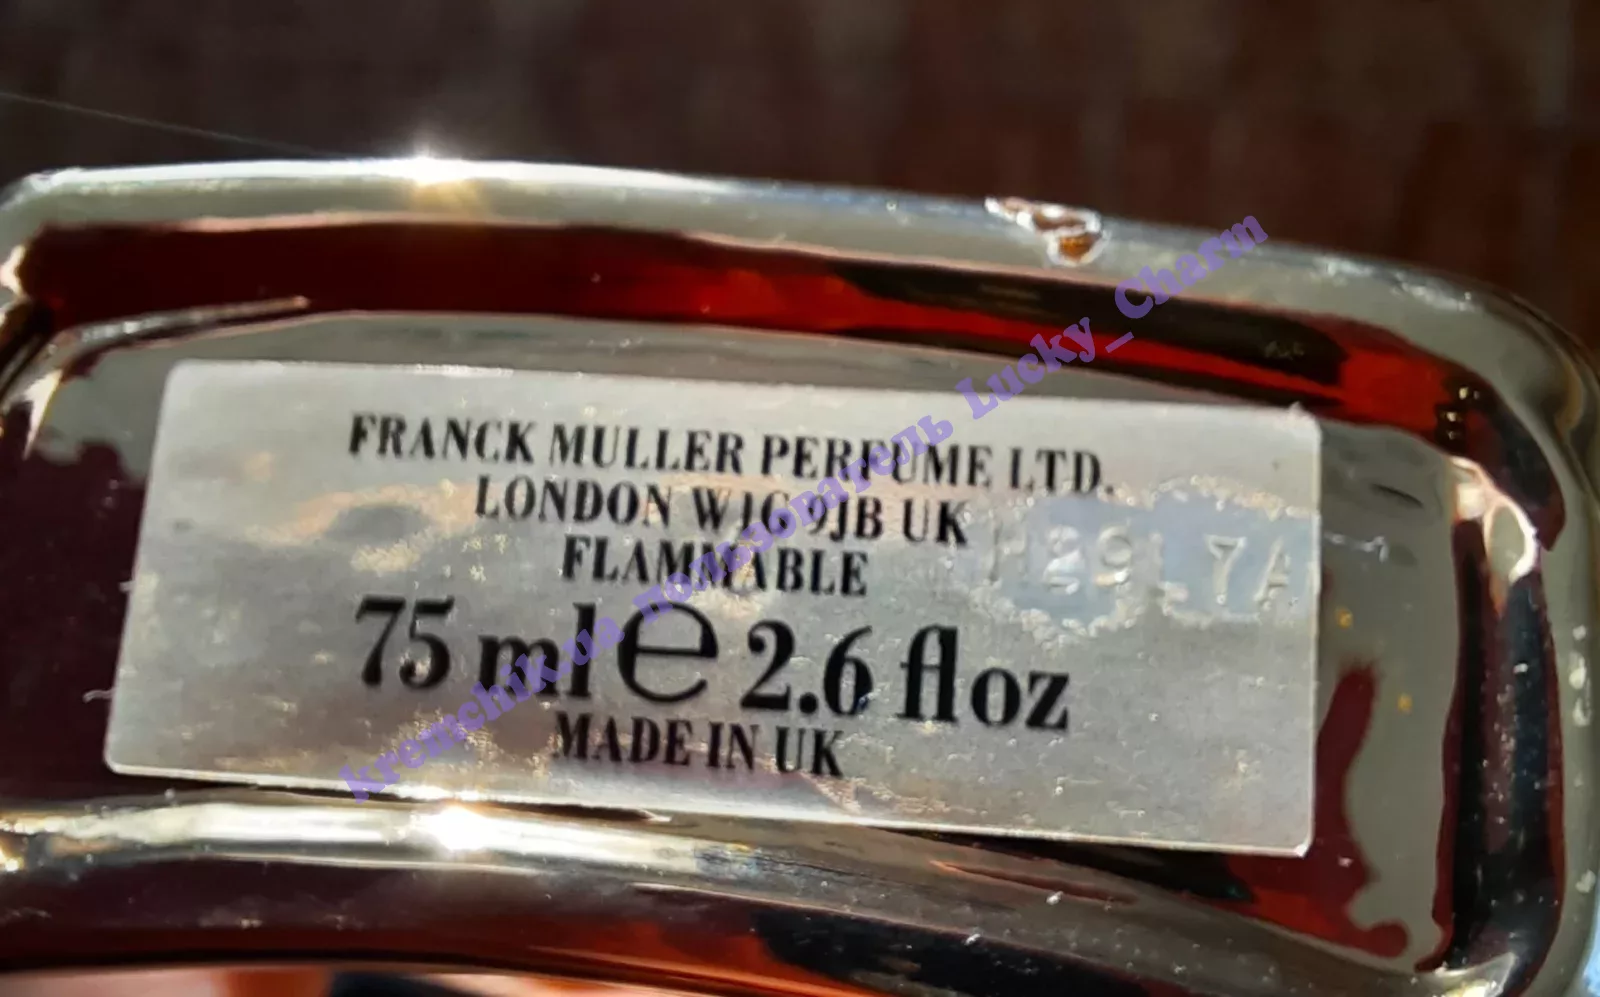 FRANCK MULLER PERFUME LTD.
LONDON W1G 9JB UK
FLAMMABLE
75 ml e 2.6 fl oz
MADE IN UK
kremchik.ua пользователь Lucky_Charm